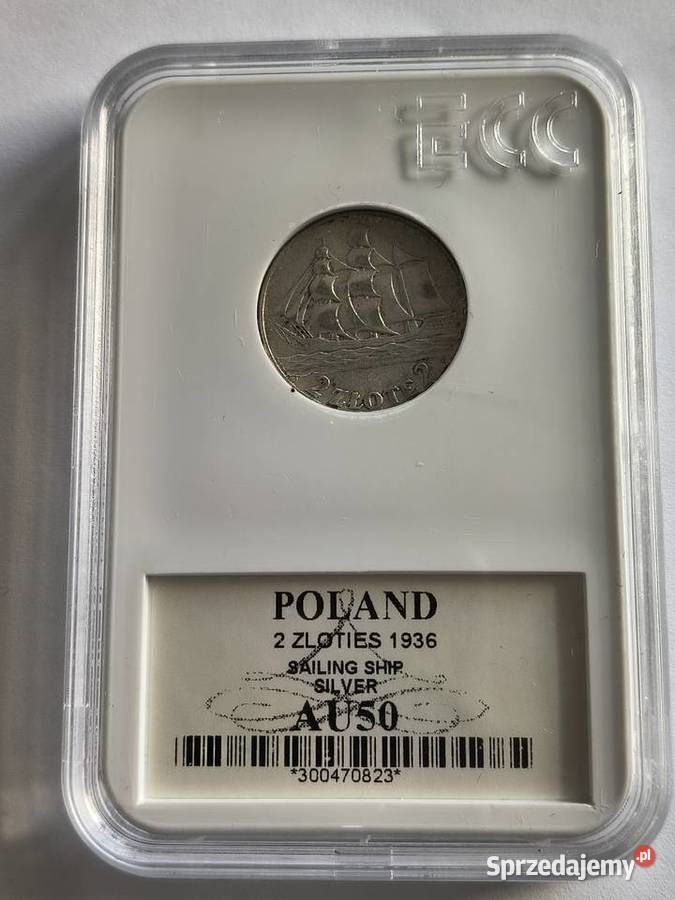 ECC
2 ZŁOTE 2
POLAND
2 ZLOTIES 1936
SAILING SHIP
SILVER
AU50
*300470823*
Sprzedajemy.pl